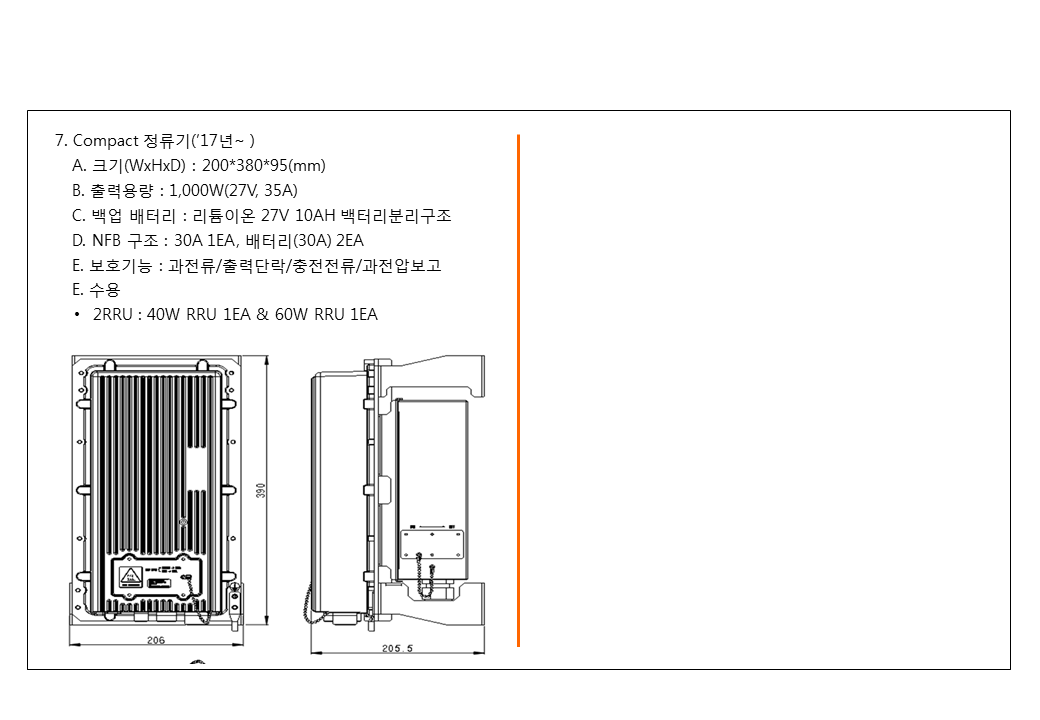 7. Compact 정류기(’17년~ )
A. 크기(WxHxD) : 200*380*95(mm)
B. 출력용량 : 1,000W(27V, 35A)
C. 백업 배터리 : 리튬이온 27V 10AH 백터리분리구조
D. NFB 구조 : 30A 1EA, 배터리(30A) 2EA
E. 보호기능 : 과전류/출력단락/충전전류/과전압보고
E. 수용
• 2RRU : 40W RRU 1EA & 60W RRU 1EA
390
206
205.5